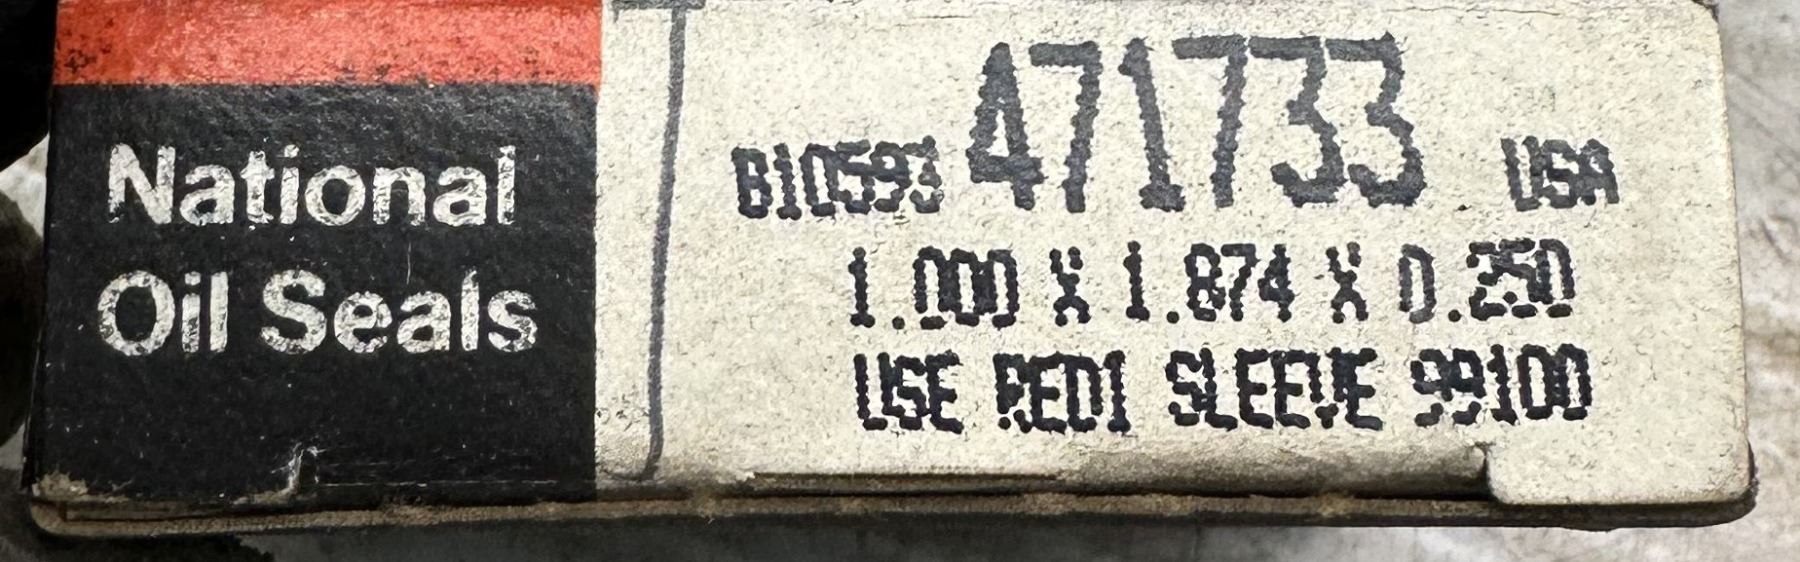 National
Oil Seals
B10593 471733 USA
1.000 X 1.874 X 0.250
USE REDI SLEEVE 99100